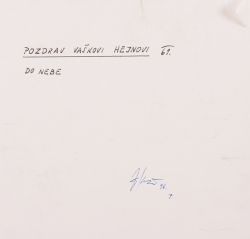 POZDRAV VAŠKOVI HEJNOVI 61.
DO NEBE